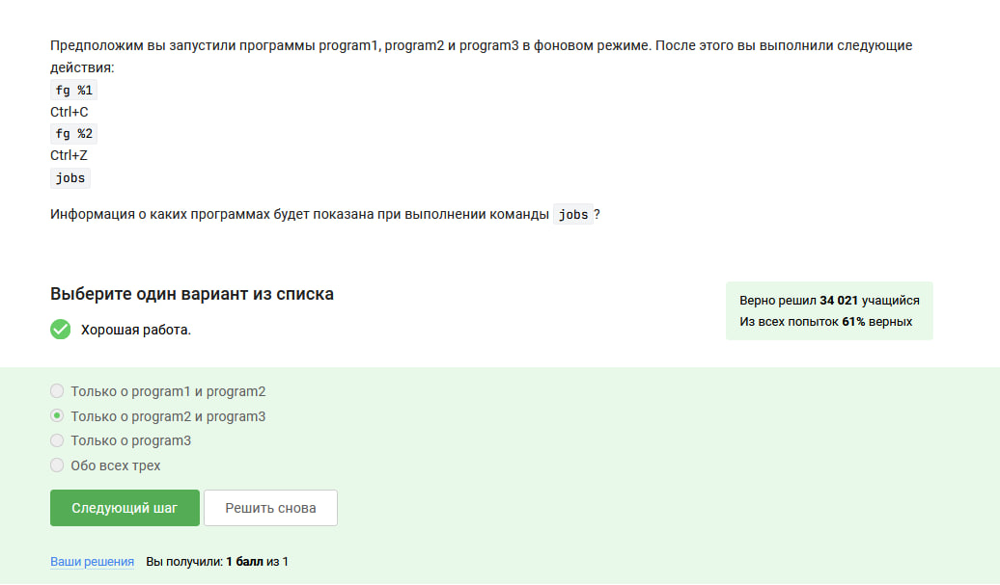 Предположим вы запустили программы program1, program2 и program3 в фоновом режиме. После этого вы выполнили следующие
действия:
fg %1
Ctrl+C
fg %2
Ctrl+Z
jobs
Информация о каких программах будет показана при выполнении команды jobs ?
Выберите один вариант из списка
Хорошая работа.
Верно решил 34 021 учащийся
Из всех попыток 61% верных
Только о program1 и program2
Только о program2 и program3
Только о program3
Обо всех трех
Следующий шаг
Решить снова
Ваши решения Вы получили: 1 балл из 1